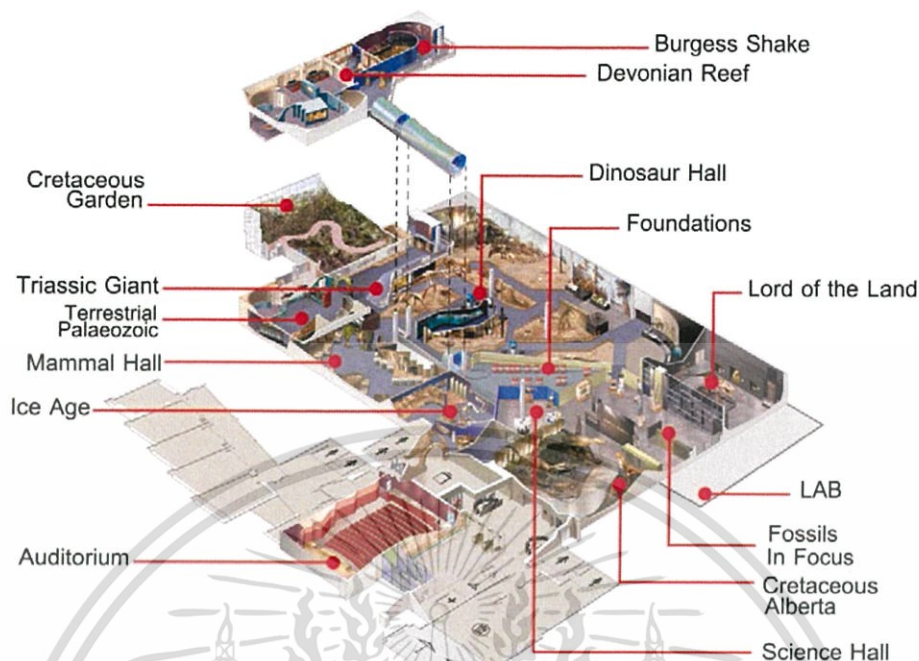 Burgess Shake
Devonian Reef
Cretaceous
Garden
Dinosaur Hall
Foundations
Triassic Giant
Lord of the Land
Terrestrial
Palaeozoic
Mammal Hall
Ice Age
LAB
Auditorium
Fossils
In Focus
Cretaceous
Alberta
Science Hall